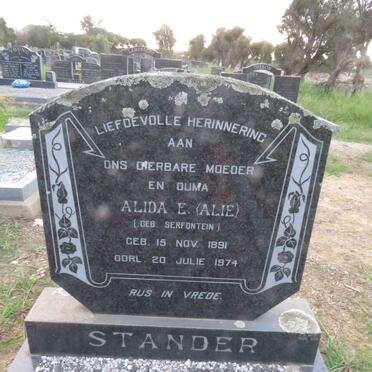 LIEFDEVOLLE HERINNERING
AAN
ONS DIERBARE MOEDER
EN OUMA
ALIDA E. (ALIE)
(GEB. SERFONTEIN)
GEB. 15 NOV. 1891
OORL. 20 JULIE 1974
RUS IN VREDE.
STANDER